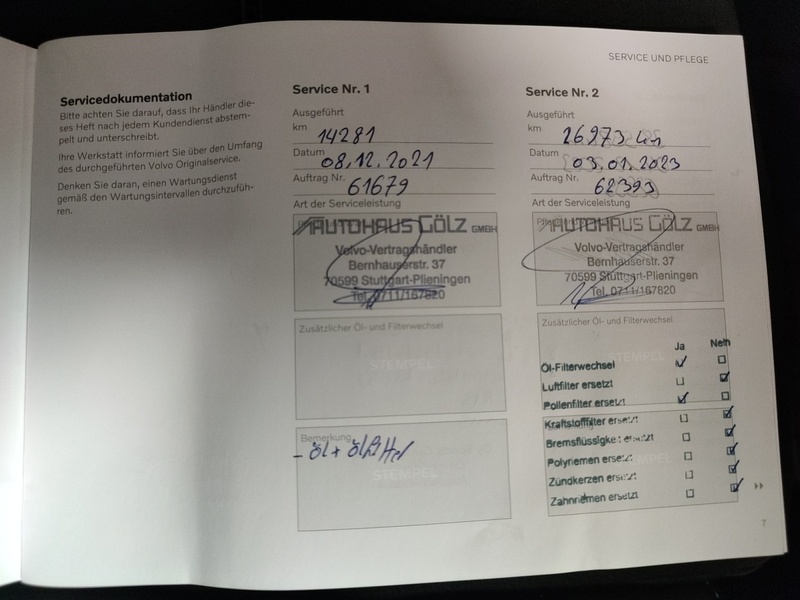 SERVICE UND PFLEGE
Servicedokumentation
Bitte achten Sie darauf, dass Ihr Händler die-
ses Heft nach jedem Kundendienst abstem-
pelt und unterschreibt.
Ihre Werkstatt informiert Sie über den Umfang
des durchgeführten Volvo Originalservice.
Denken Sie daran, einen Wartungsdienst
gemäß den Wartungsintervallen durchzufüh-
ren.
Service Nr. 1
Ausgeführt
km 14281
Datum 08.12.2021
Auftrag Nr. 61679
Art der Serviceleistung
AUTOHAUS GÖLZ GMBH
Volvo-Vertragshändler
Bernhauserstr. 37
70599 Stuttgart-Plieningen
Tel. 0711/167820
Zusätzlicher Öl- und Filterwechsel
STEMPEL
Bemerkung
- Öl + Ölfilter
STEMPEL
Service Nr. 2
Ausgeführt
km 26973 km
Datum 03.01.2023
Auftrag Nr. 62393
Art der Serviceleistung
AUTOHAUS GÖLZ GMBH
Volvo-Vertragshändler
Bernhauserstr. 37
70599 Stuttgart-Plieningen
Tel. 0711/167820
Zusätzlicher Öl- und Filterwechsel
STEMPEL
Ja Nein
Öl-Filterwechsel
Luftfilter ersetzt
Pollenfilter ersetzt
Kraftstofffilter ersetzt
Bremsflüssigkeit ersetzt
Polyriemen ersetzt
Zündkerzen ersetzt
Zahnriemen ersetzt
7